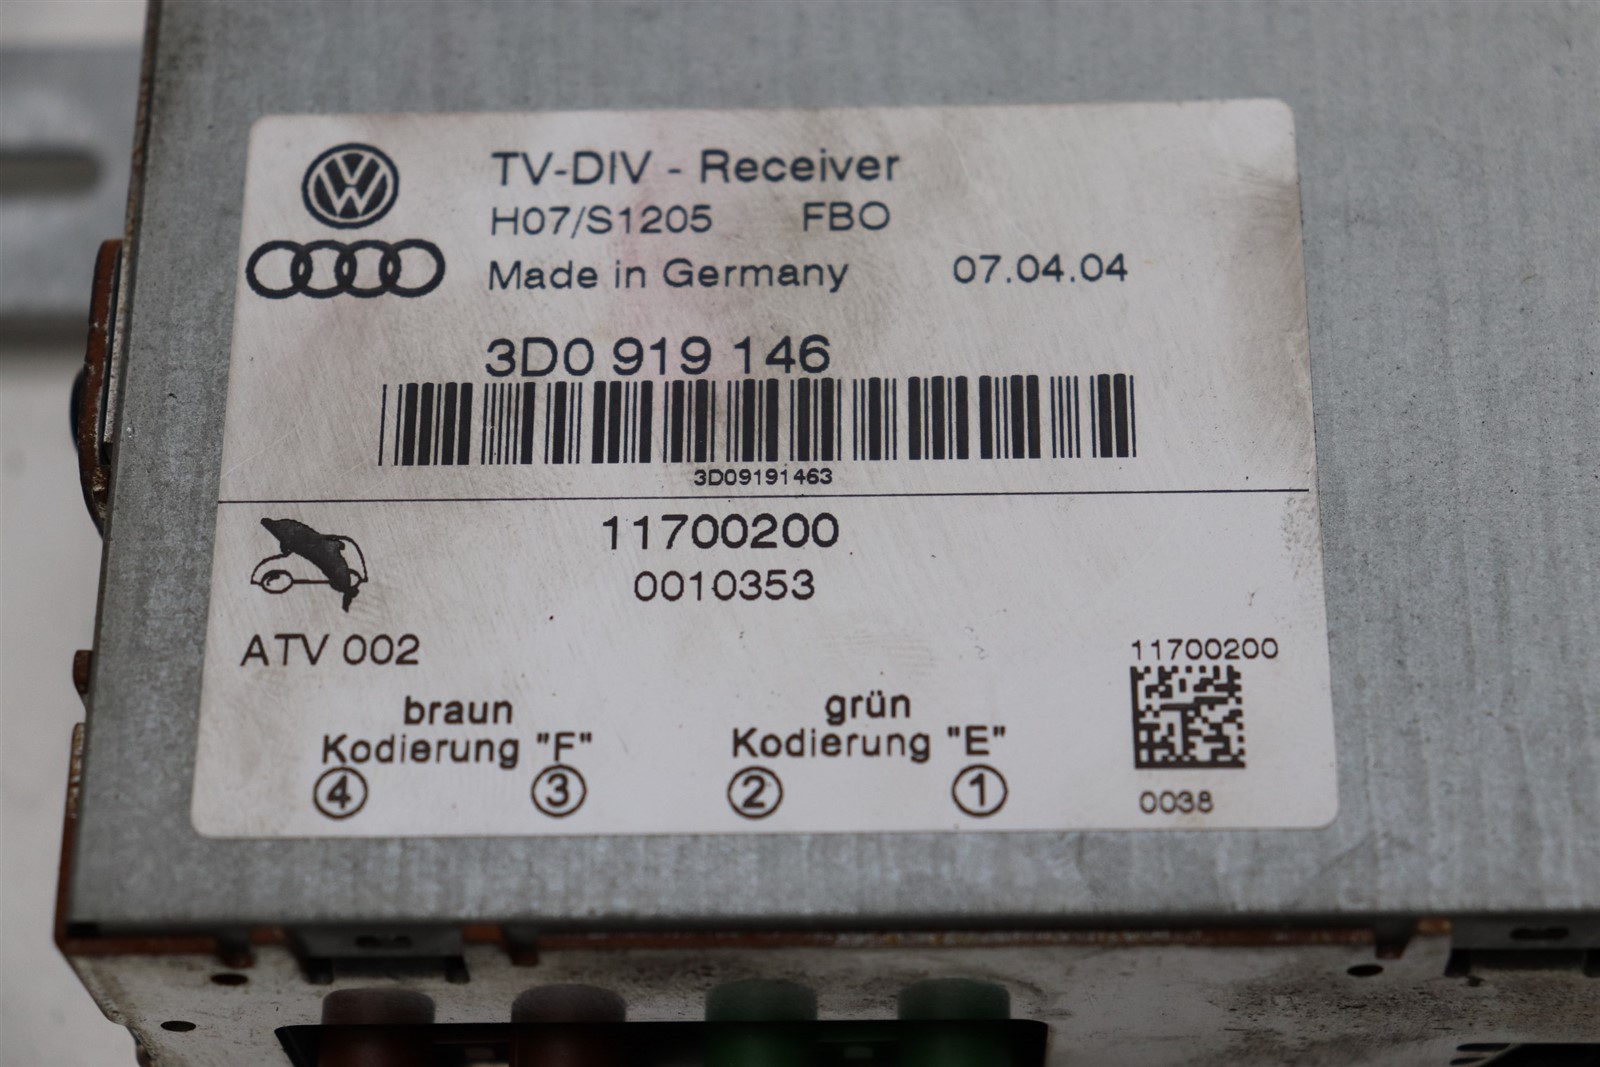 TV-DIV - Receiver
H07/S1205 FBO
Made in Germany 07.04.04
3D0 919 146
3D09191463
11700200
0010353
ATV 002
11700200
braun grün
Kodierung "F" Kodierung "E"
4 3 2 1
0038